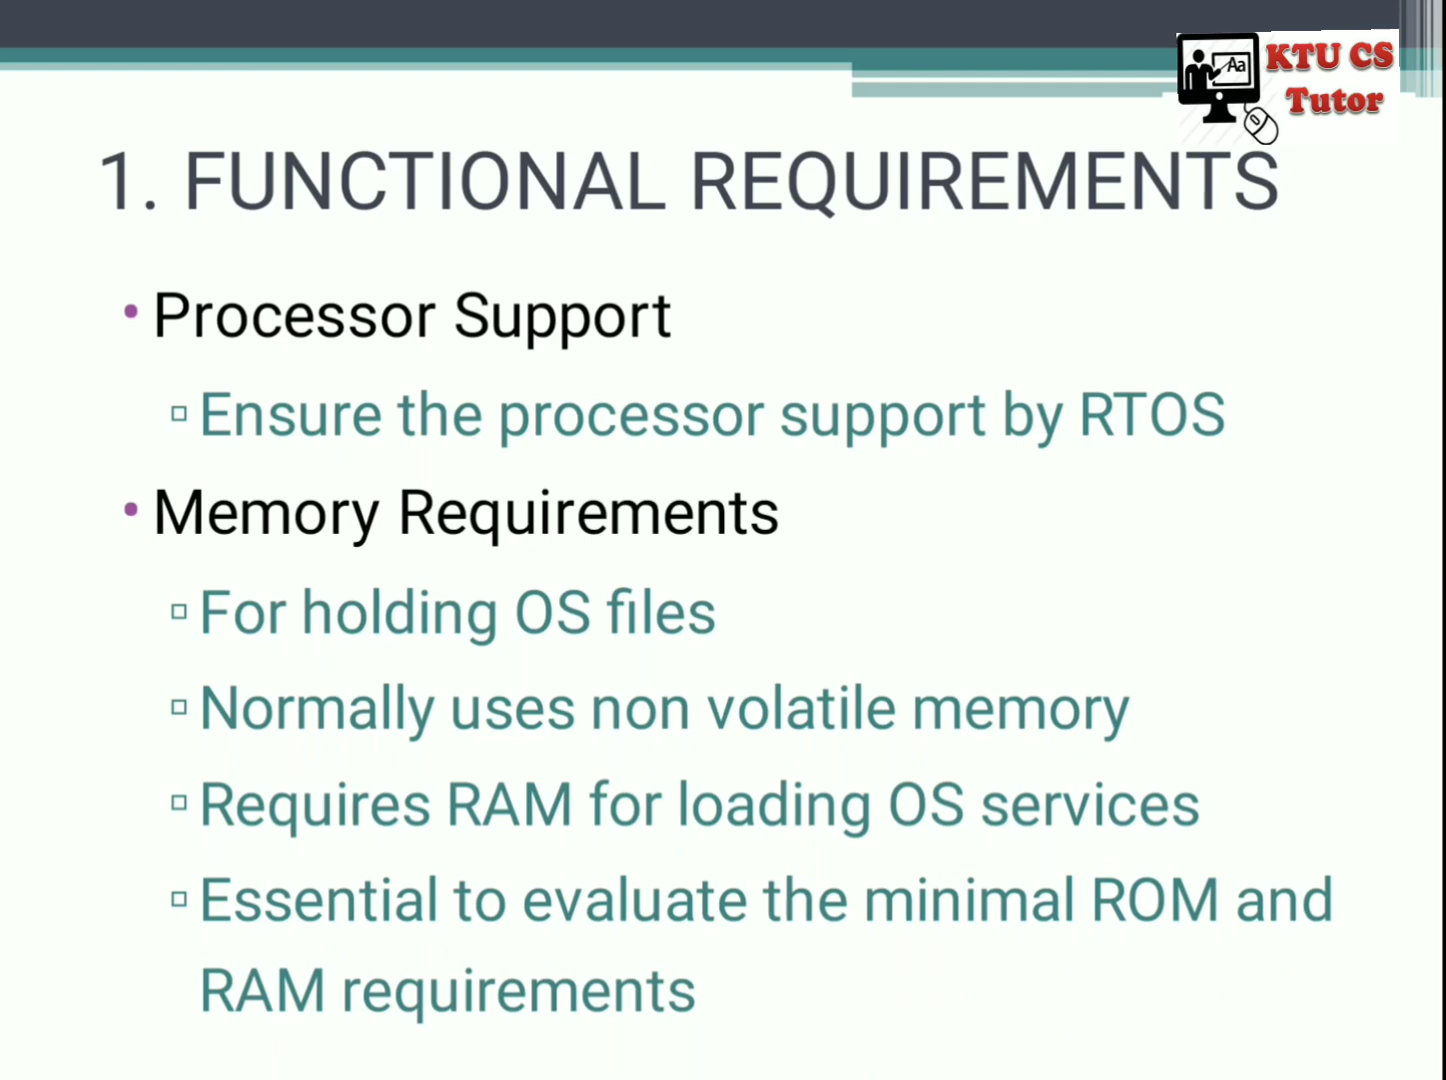 Aa
KTU CS
Tutor
1. FUNCTIONAL REQUIREMENTS
• Processor Support
▫ Ensure the processor support by RTOS
• Memory Requirements
▫ For holding OS files
▫ Normally uses non volatile memory
▫ Requires RAM for loading OS services
▫ Essential to evaluate the minimal ROM and
RAM requirements